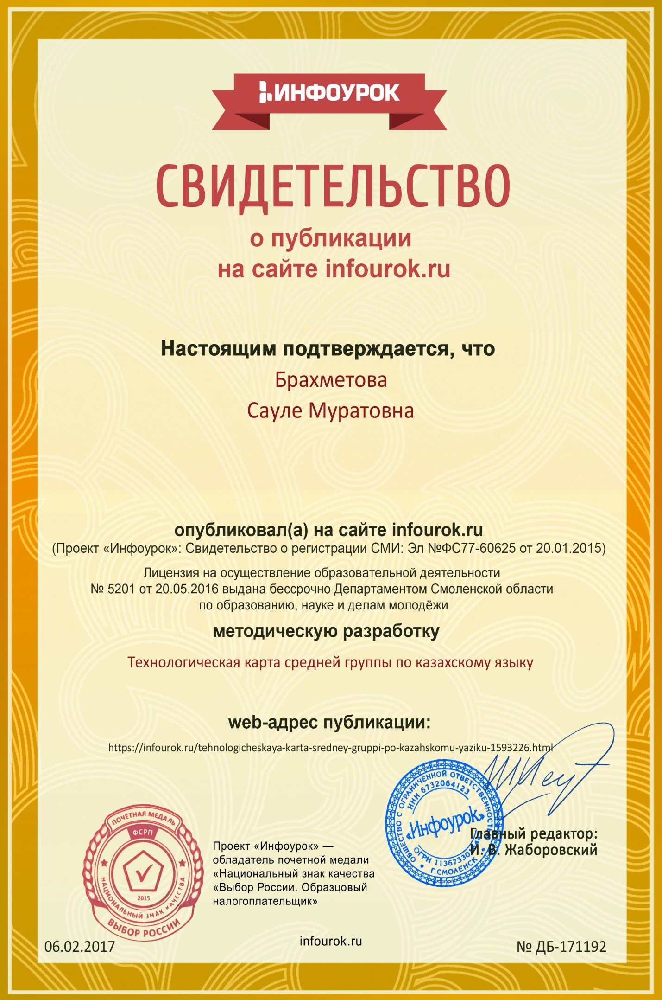 ИНФОУРОК
СВИДЕТЕЛЬСТВО
о публикации
на сайте infourok.ru
Настоящим подтверждается, что
Брахметова
Сауле Муратовна
опубликовал(а) на сайте infourok.ru
(Проект «Инфоурок»: Свидетельство о регистрации СМИ: Эл №ФС77-60625 от 20.01.2015)
Лицензия на осуществление образовательной деятельности
№ 5201 от 20.05.2016 выдана бессрочно Департаментом Смоленской области
по образованию, науке и делам молодёжи
методическую разработку
Технологическая карта средней группы по казахскому языку
web-адрес публикации:
https://infourok.ru/tehnologicheskaya-karta-sredney-gruppi-po-kazahskomu-yaziku-1593226.html
ОБЩЕСТВО С ОГРАНИЧЕННОЙ ОТВЕТСТВЕННОСТЬЮ
ИНН 6732064123
«Инфоурок»
ОГРН
Г.СМОЛЕНСК
Главный редактор:
И. В. Жаборовский
ПОЧЁТНАЯ МЕДАЛЬ
ФСРП
2015
НАЦИОНАЛЬНЫЙ ЗНАК КАЧЕСТВА
ВЫБОР РОССИИ
Проект «Инфоурок» —
обладатель почетной медали
«Национальный знак качества
«Выбор России. Образцовый
налогоплательщик»
06.02.2017
infourok.ru
№ ДБ-171192